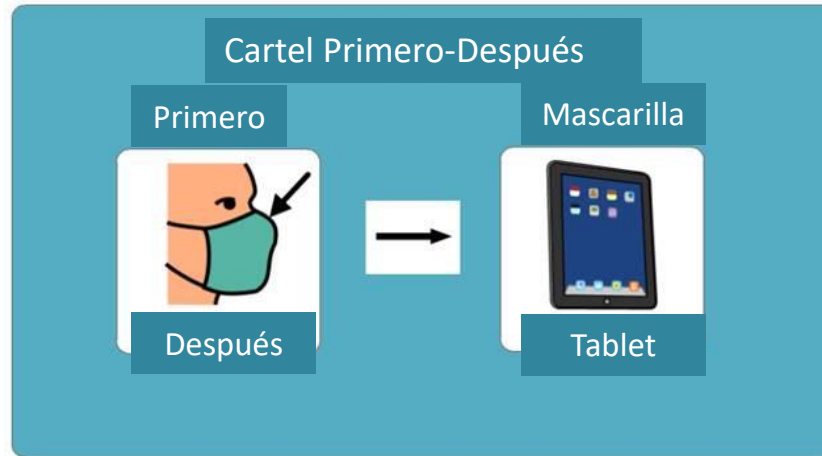 Cartel Primero-Después
Primero
Mascarilla
Después
Tablet